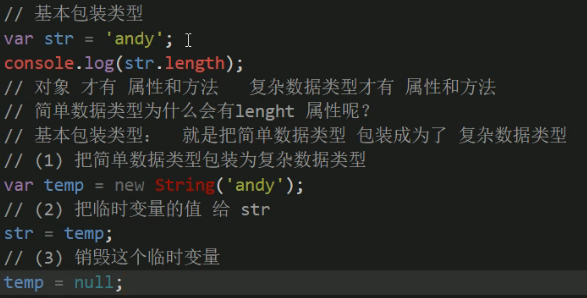 // 基本包装类型
var str = 'andy';
console.log(str.length);
// 对象 才有 属性和方法   复杂数据类型才有 属性和方法
// 简单数据类型为什么会有lenght 属性呢?
// 基本包装类型:  就是把简单数据类型 包装成为了 复杂数据类型
// (1) 把简单数据类型包装为复杂数据类型
var temp = new String('andy');
// (2) 把临时变量的值 给 str
str = temp;
// (3) 销毁这个临时变量
temp = null;